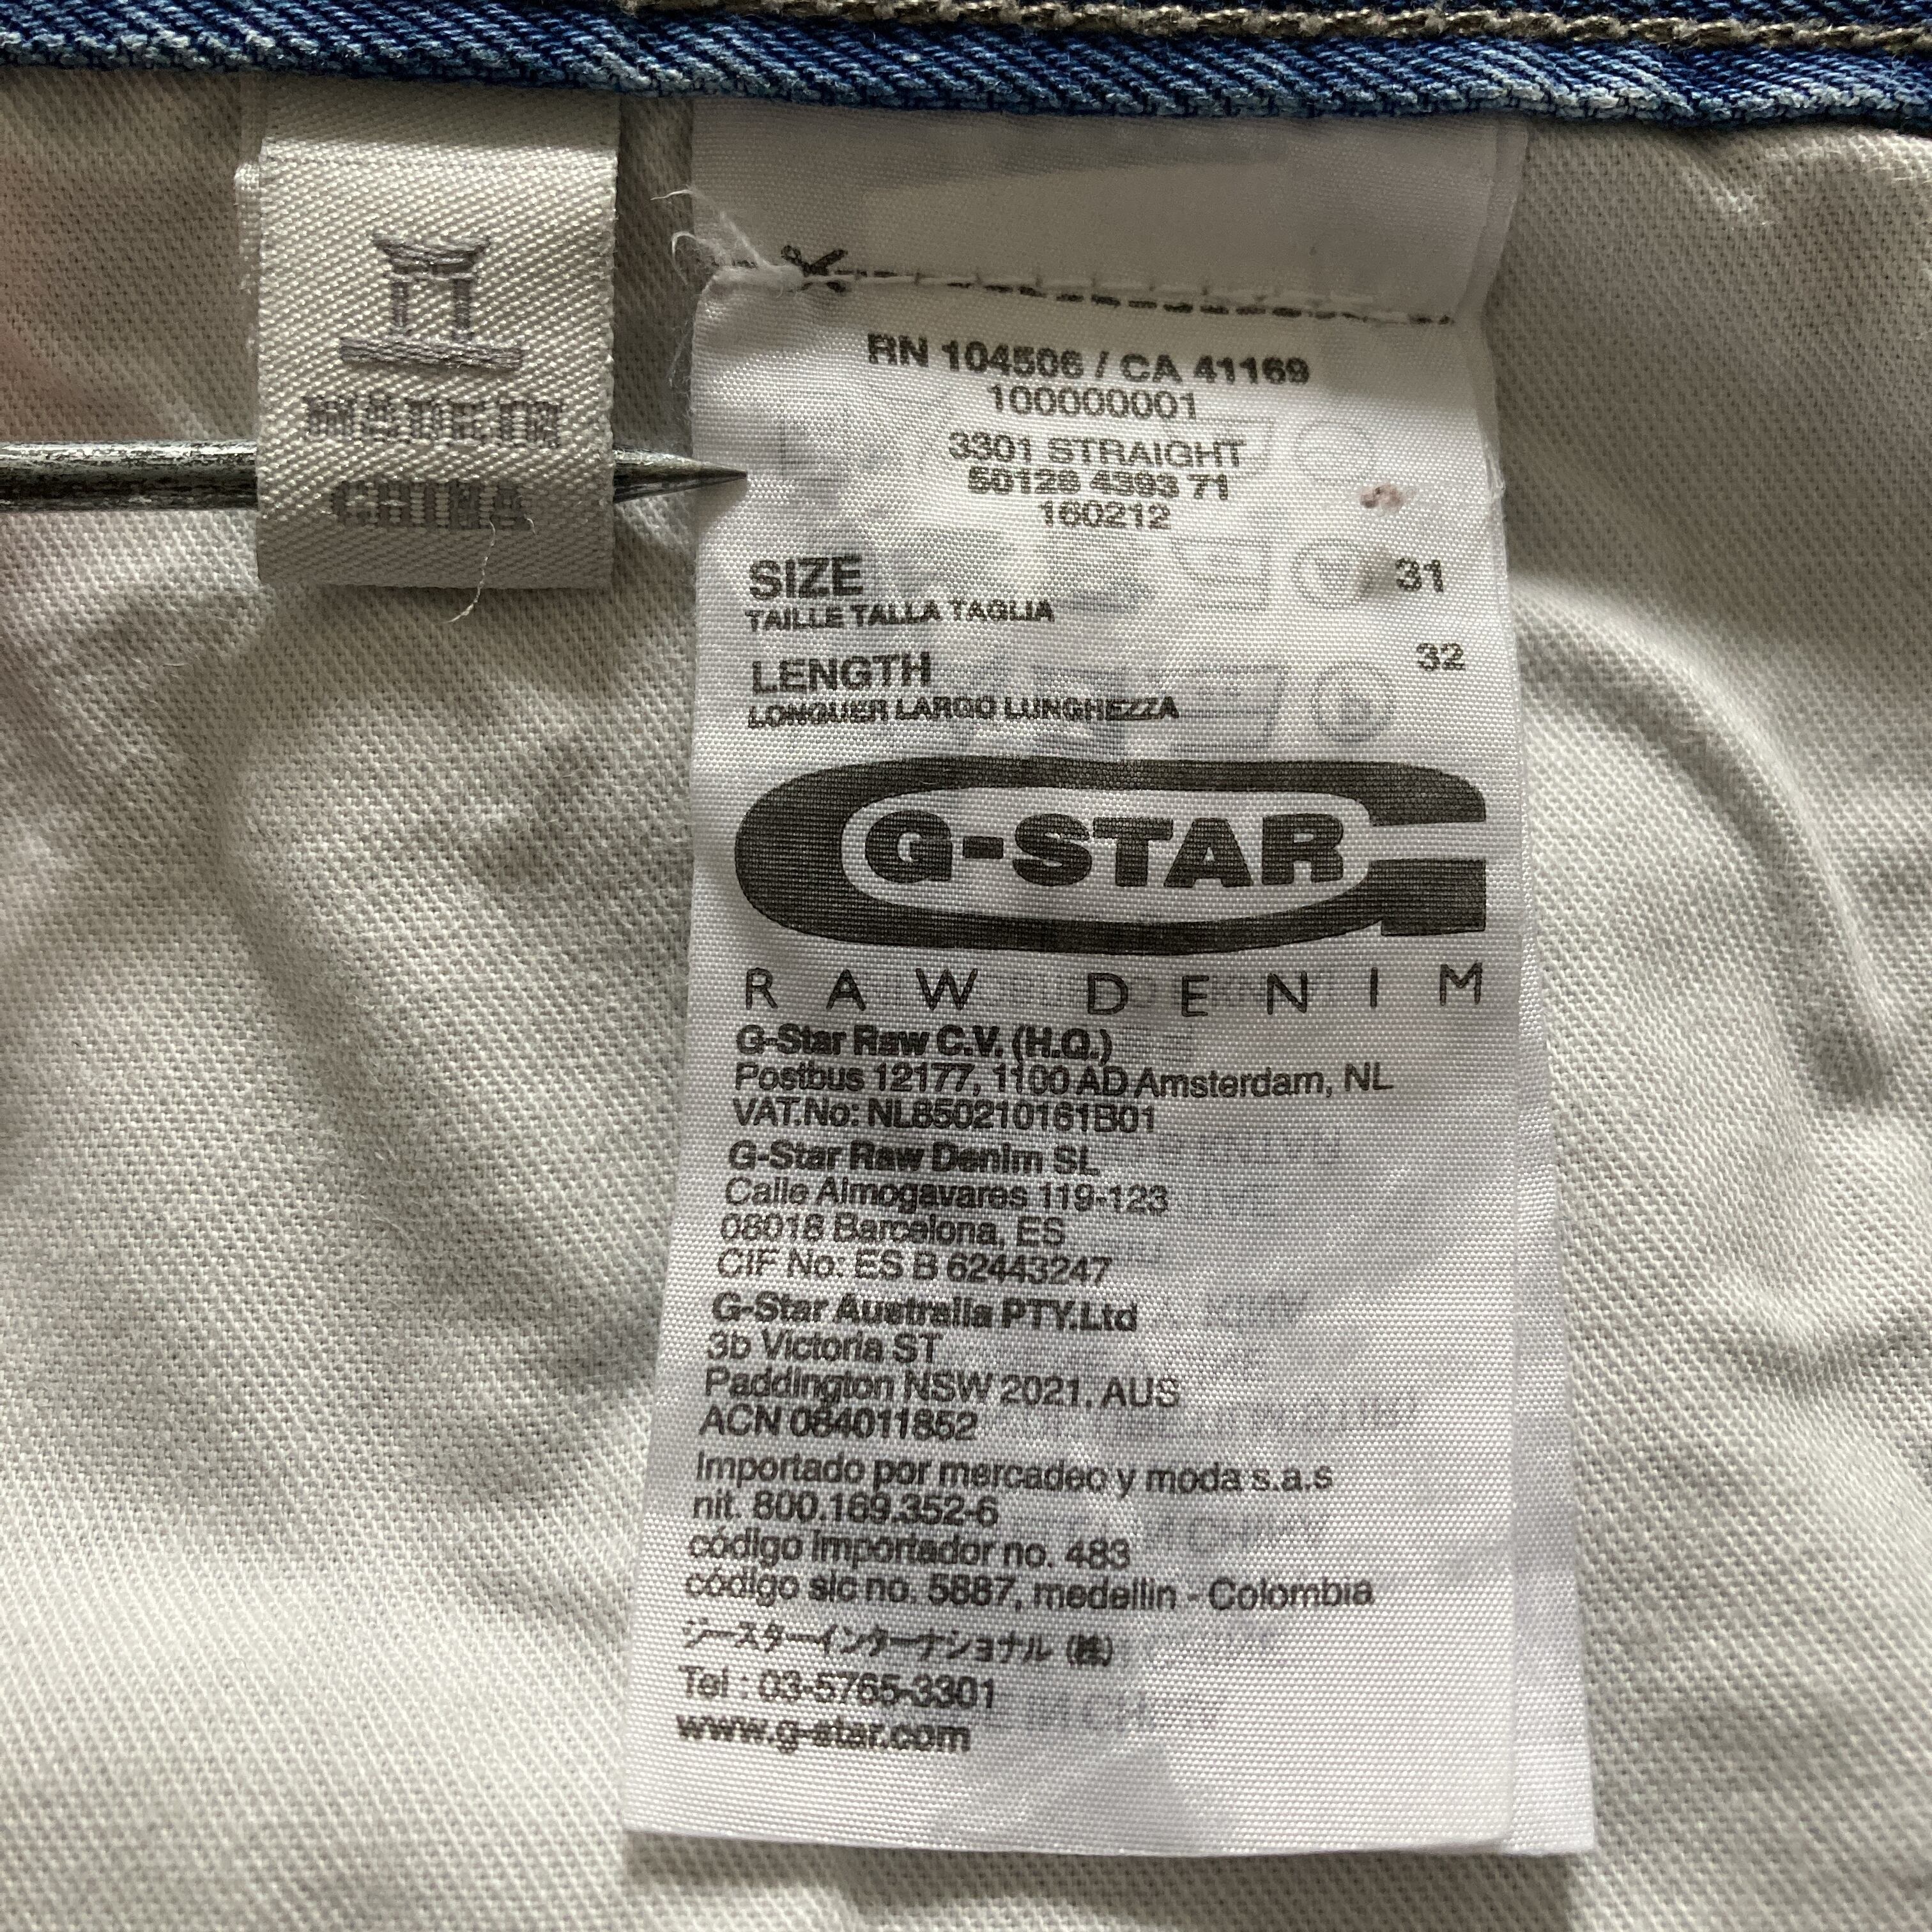 MADE IN
CHINA
RN 104506 / CA 41169
100000001
3301 STRAIGHT
50128 4393 71
160212
SIZE 31
TAILLE TALLA TAGLIA
LENGTH 32
LONGUER LARGO LUNGHEZZA
G-STAR
RAW DENIM
G-Star Raw C.V. (H.Q.)
Postbus 12177, 1100 AD Amsterdam, NL
VAT.No: NL850210161B01
G-Star Raw Denim SL
Calle Almogavares 119-123
08018 Barcelona, ES
CIF No: ES B 62443247
G-Star Australia PTY.Ltd
3b Victoria ST
Paddington NSW 2021, AUS
ACN 084011852
Importado por mercadeo y moda s.a.s
nit. 800.169.352-6
código importador no. 483
código sic no. 5887, medellin - Colombia
ジースターインターナショナル (株)
Tel : 03-5765-3301
www.g-star.com